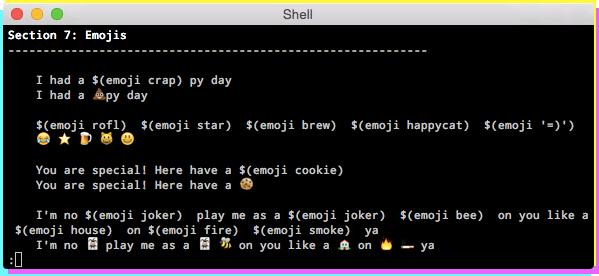 Shell
Section 7: Emojis
------------------------------------------------------------
I had a $(emoji crap) py day
I had a 💩py day
$(emoji rofl)  $(emoji star)  $(emoji brew)  $(emoji happycat)  $(emoji '=)')
😂 ⭐ 🍺 😸 😃
You are special! Here have a $(emoji cookie)
You are special! Here have a 🍪
I'm no $(emoji joker)  play me as a $(emoji joker)  $(emoji bee)  on you like a
$(emoji house)  on $(emoji fire)  $(emoji smoke)  ya
I'm no 🃏 play me as a 🃏 🐝 on you like a 🏠 on 🔥 🚬 ya
: